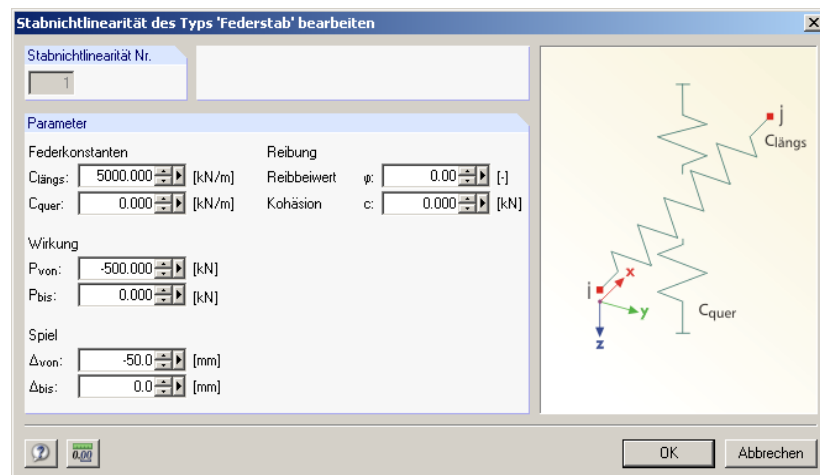 Stabnichtlinearität des Typs 'Federstab' bearbeiten
Stabnichtlinearität Nr.
1
Parameter
Federkonstanten
Clängs: 5000.000 [kN/m]
Cquer: 0.000 [kN/m]
Reibung
Reibbeiwert φ: 0.00 [-]
Kohäsion c: 0.000 [kN]
Wirkung
Pvon: -500.000 [kN]
Pbis: 0.000 [kN]
Spiel
Δvon: -50.0 [mm]
Δbis: 0.0 [mm]
j
Clängs
i
x
y
z
Cquer
0.00
OK
Abbrechen